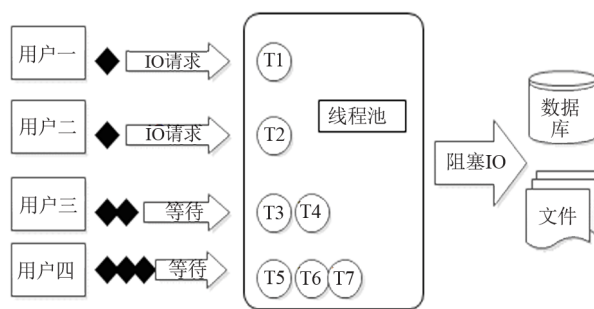 用户一
IO请求
T1
用户二
IO请求
T2
线程池
数据
库
阻塞IO
用户三
等待
T3
T4
文件
用户四
等待
T5
T6
T7